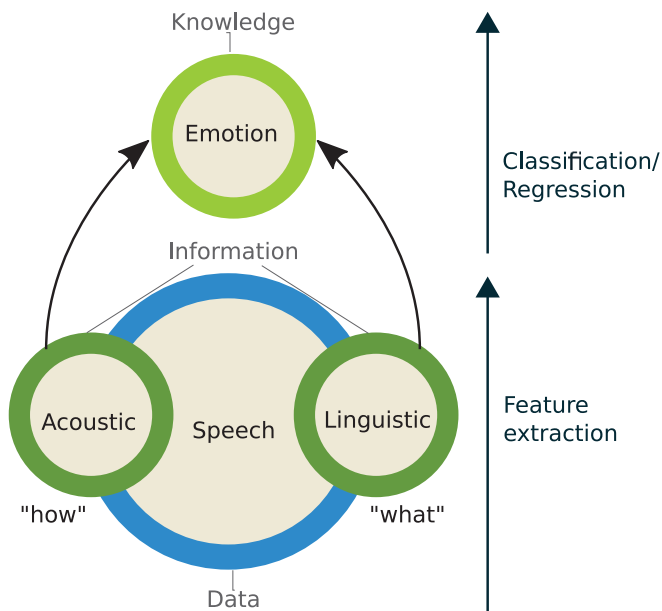 Knowledge
Emotion
Classification/
Regression
Information
Acoustic
Speech
Linguistic
Feature
extraction
"how"
"what"
Data